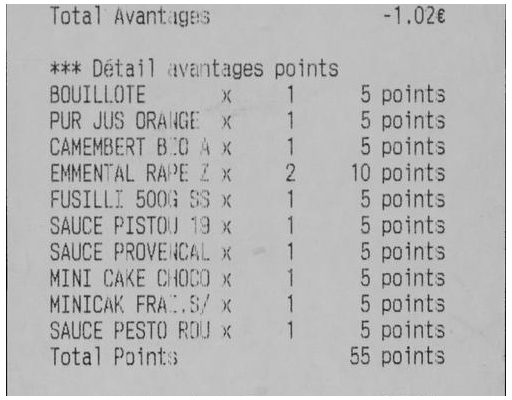 Total Avantages -1.02€
*** Détail avantages points
BOUILLOTE x 1 5 points
PUR JUS ORANGE x 1 5 points
CAMEMBERT BIO A x 1 5 points
EMMENTAL RAPE Z x 2 10 points
FUSILLI 500G SS x 1 5 points
SAUCE PISTOU 19 x 1 5 points
SAUCE PROVENCAL x 1 5 points
MINI CAKE CHOCO x 1 5 points
MINICAK FRAI.S/ x 1 5 points
SAUCE PESTO ROU x 1 5 points
Total Points 55 points